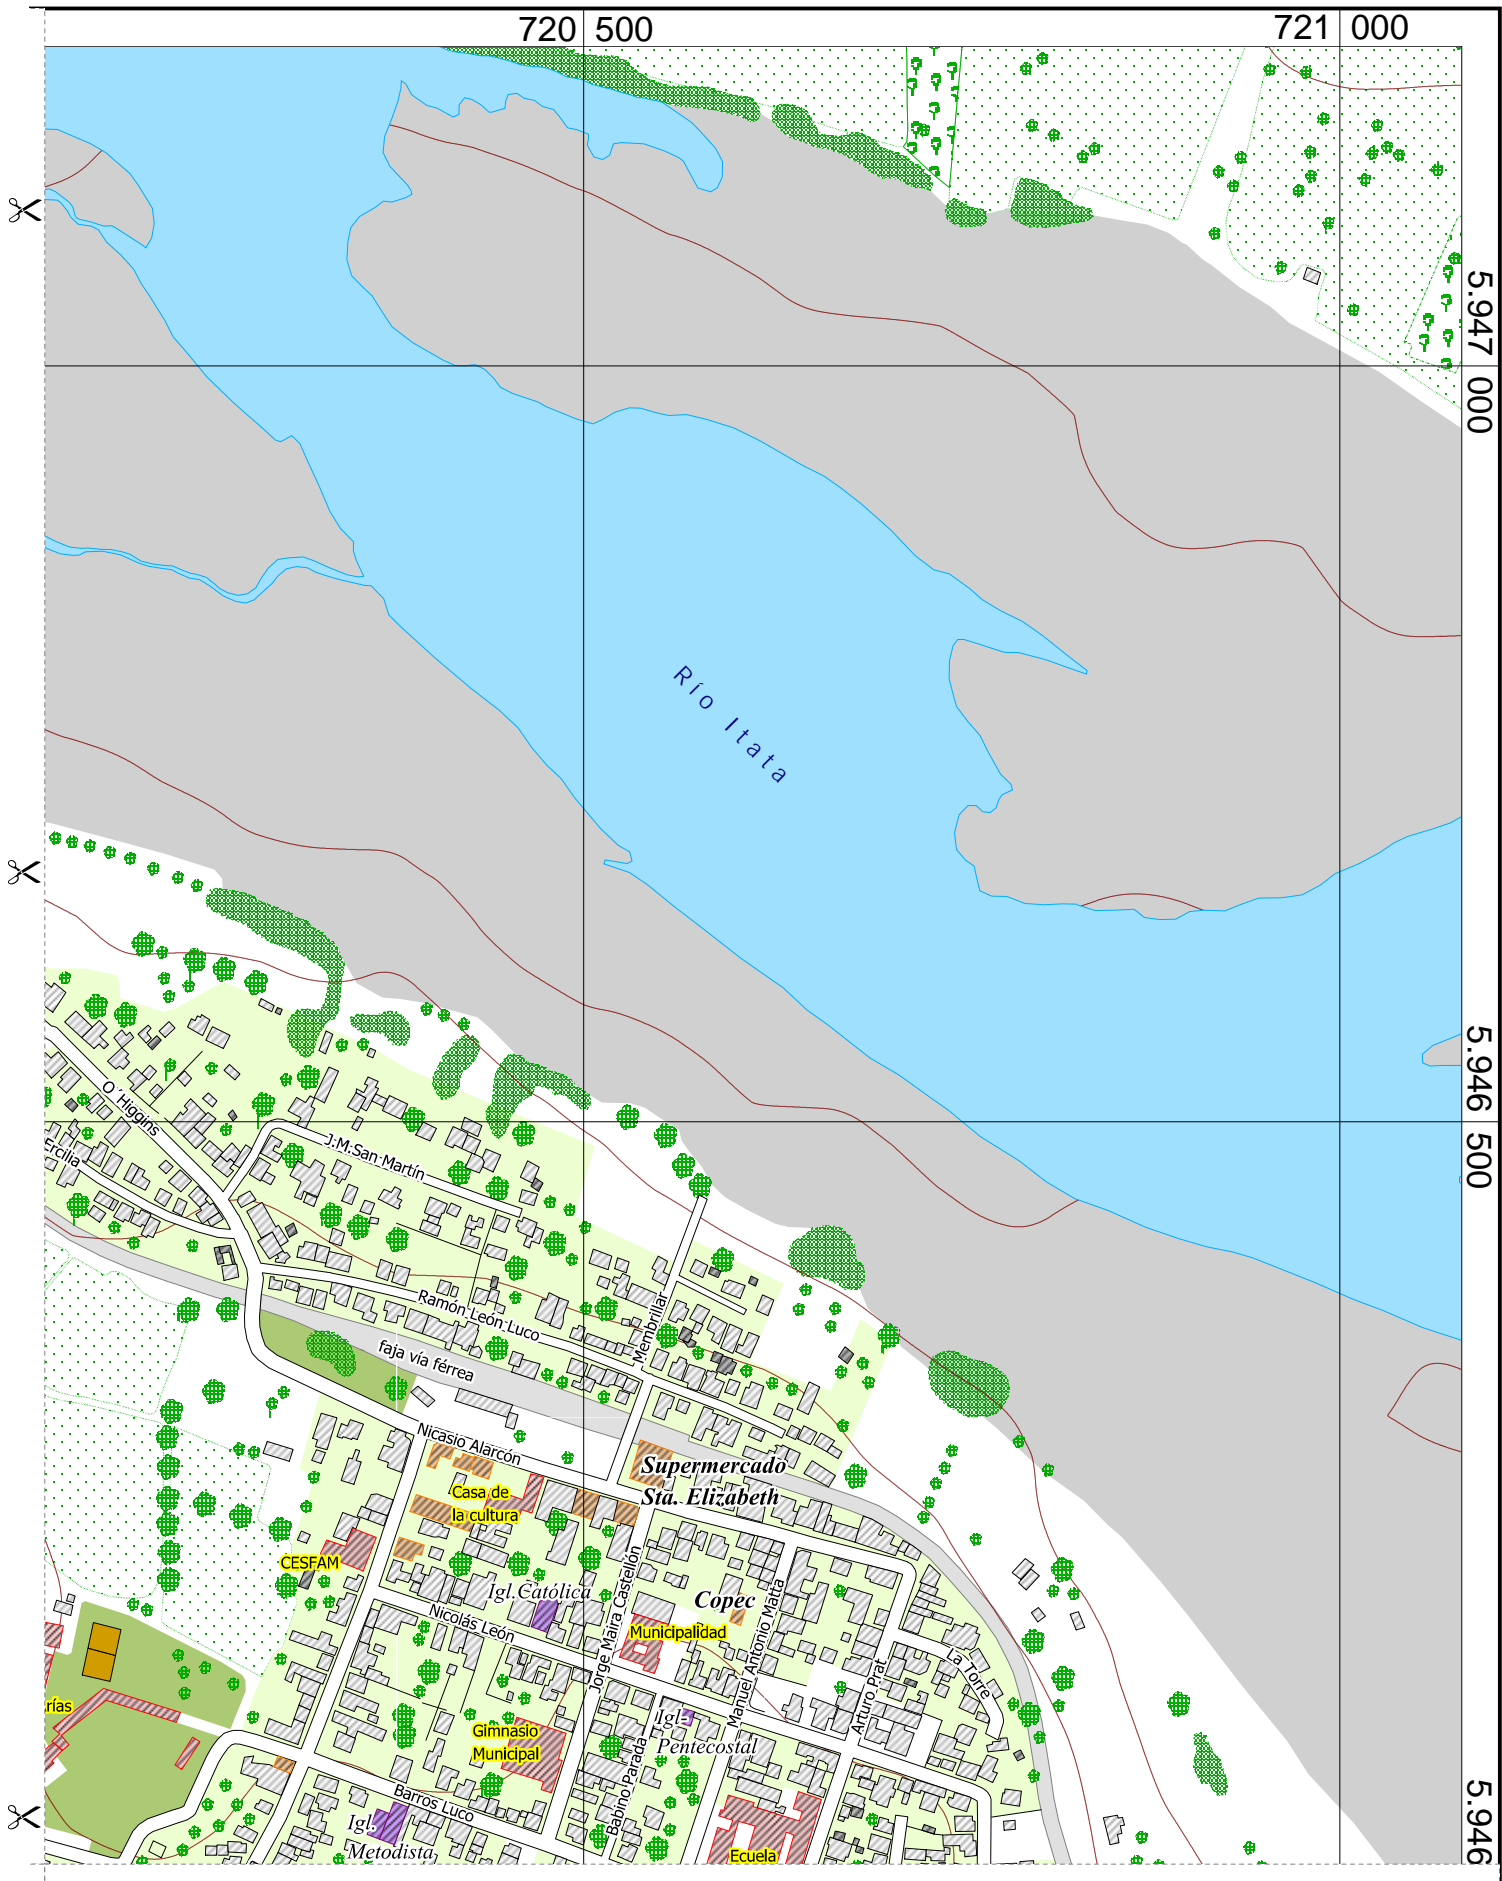 720 500
721 000
5.947
000
Río Itata
5.946
500
O´Higgins
Ercilia
J.M.San Martín
Ramón León Luco
Membrillar
faja vía férrea
Nicasio Alarcón
Supermercado
Sta. Elizabeth
Casa de
la cultura
CESFAM
Igl.Católica
Copec
Nicolás León
Jorge Maira Castellón
Municipalidad
Manuel Antonio Matta
La Torre
Arturo Prat
rías
Igl.
Pentecostal
Gimnasio
Municipal
Babino Parada
Barros Luco
Igl.
Metodista
Ecuela
5.946